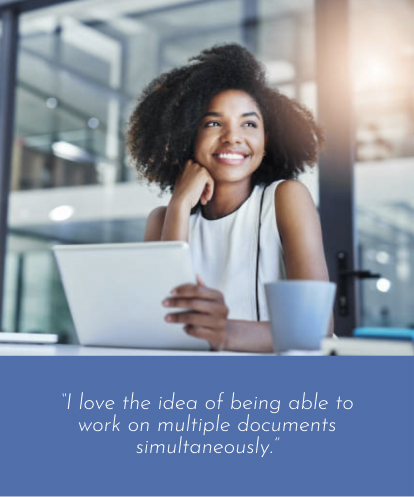 "I love the idea of being able to
work on multiple documents
simultaneously."